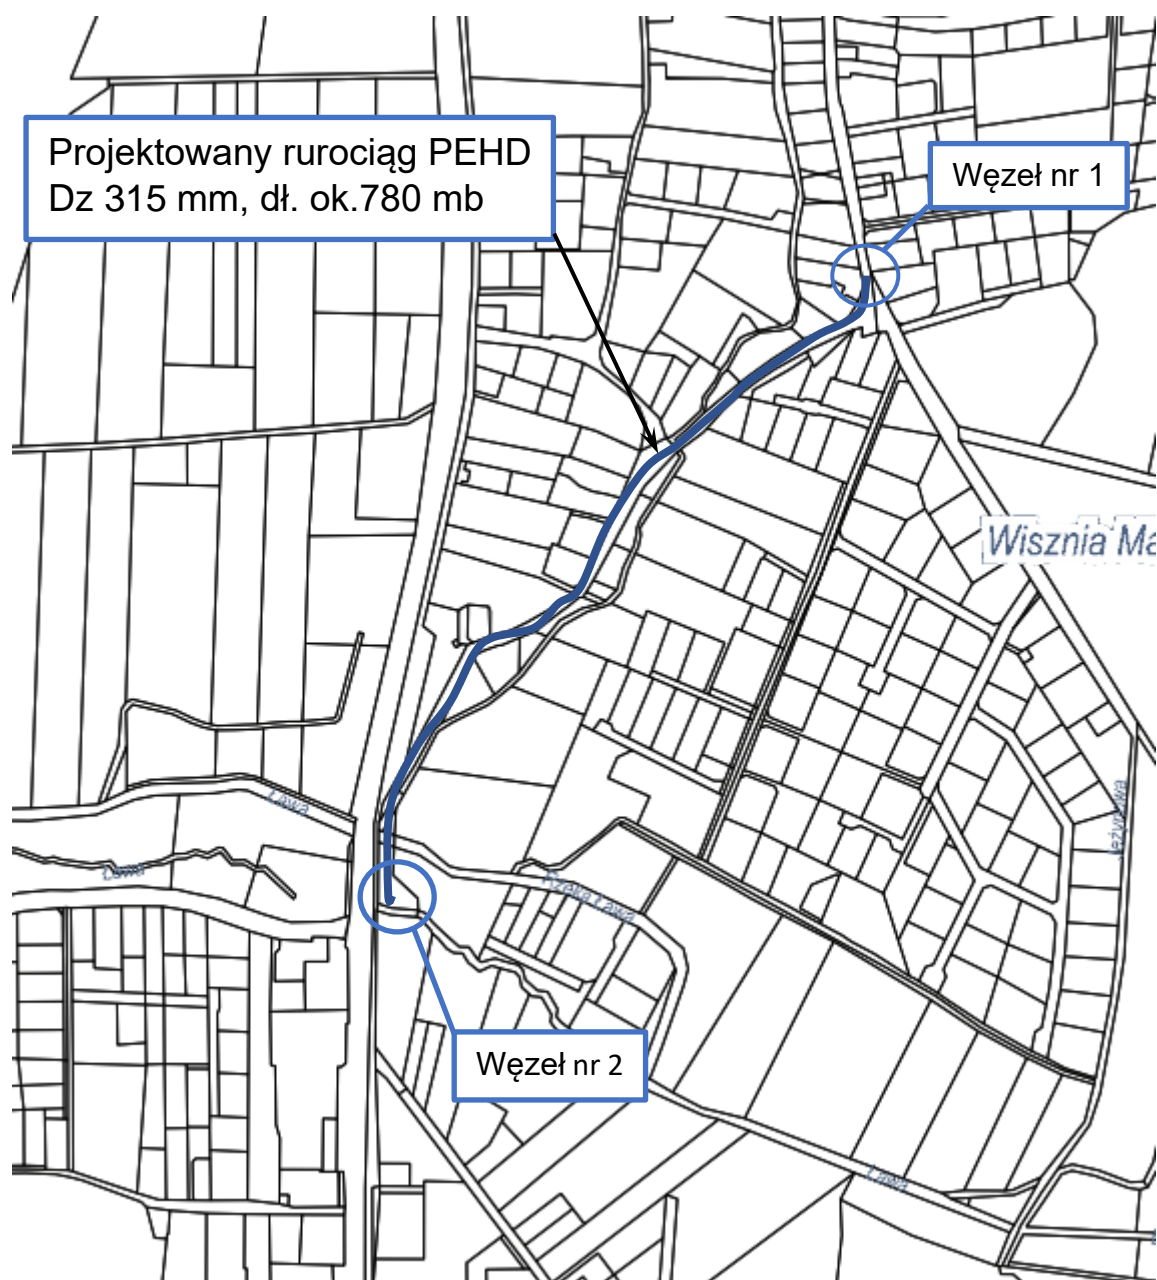 Projektowany rurociąg PEHD
Dz 315 mm, dł. ok.780 mb
Węzeł nr 1
Wisznia Ma
Ława
Jeżynowa
Ława
Rzeka Ława
Węzeł nr 2
Ława